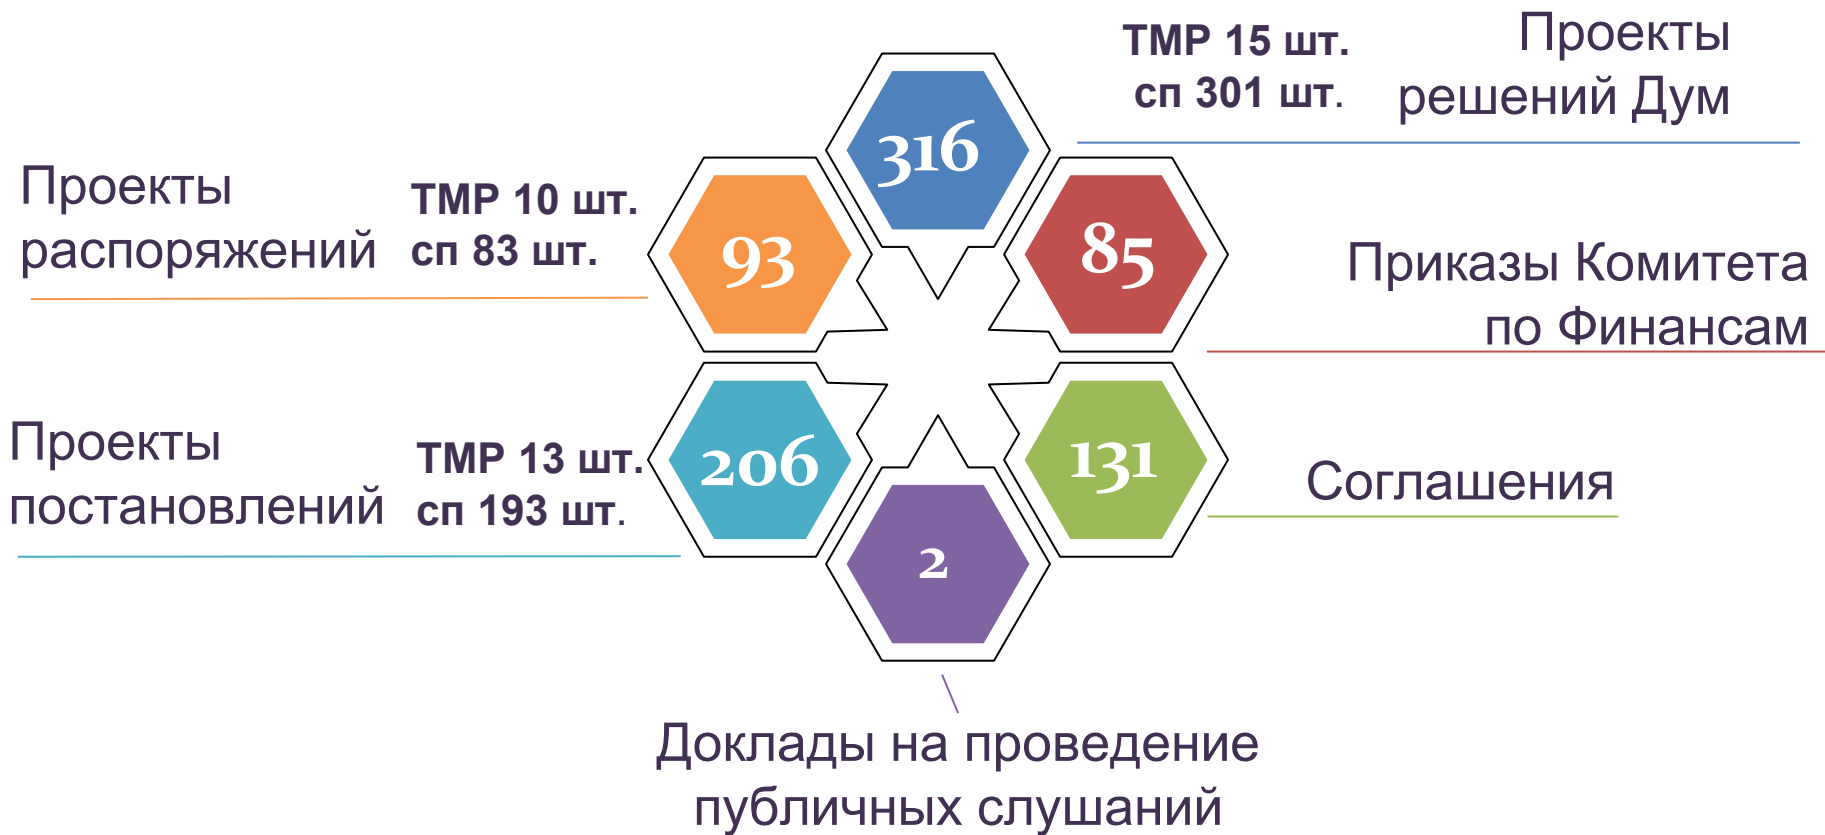 ТМР 15 шт.
сп 301 шт.
Проекты
решений Дум
316
Проекты
распоряжений
ТМР 10 шт.
сп 83 шт.
93
85
Приказы Комитета
по Финансам
Проекты
постановлений
ТМР 13 шт.
сп 193 шт.
206
131
Соглашения
2
Доклады на проведение
публичных слушаний